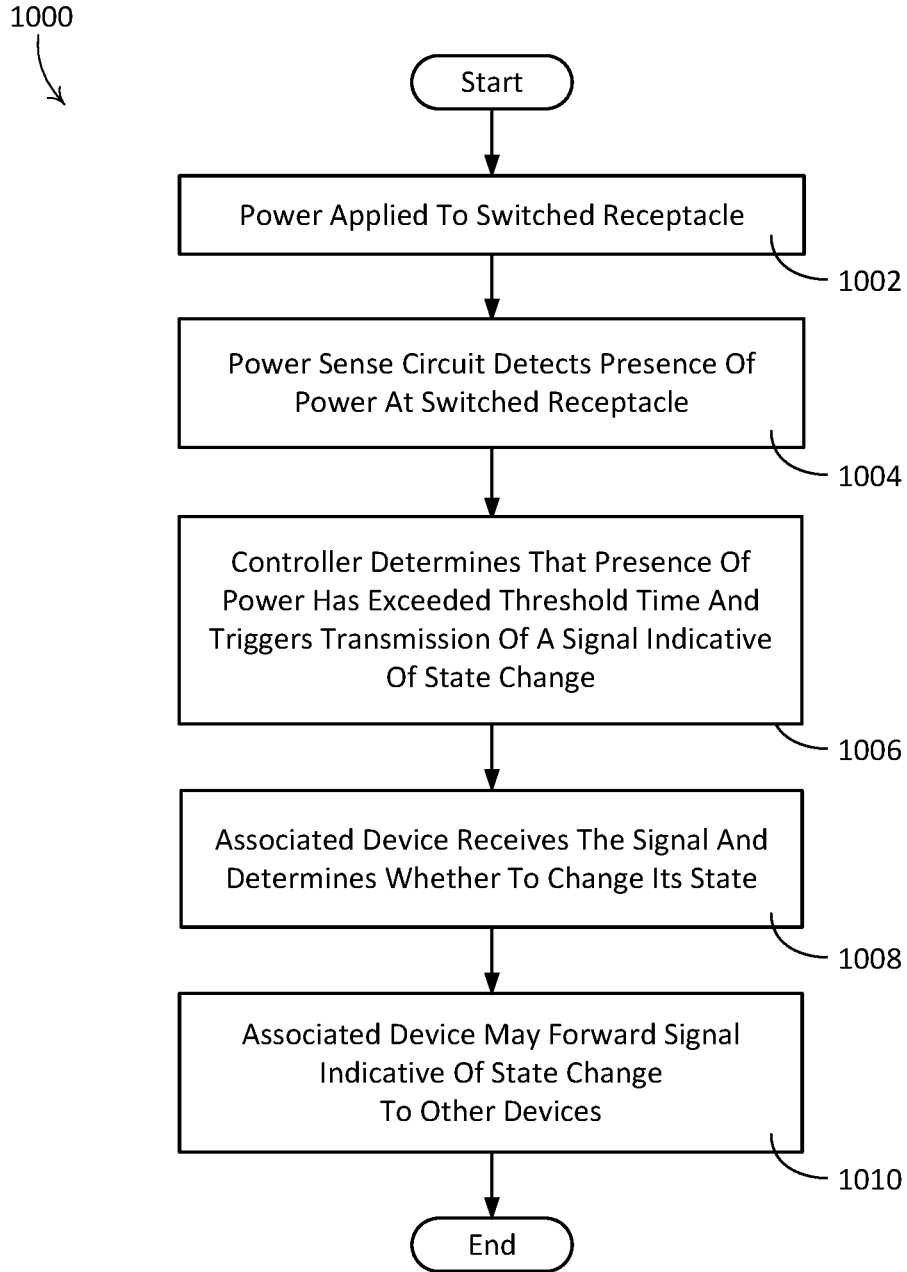 1000
Start
Power Applied To Switched Receptacle
1002
Power Sense Circuit Detects Presence Of
Power At Switched Receptacle
1004
Controller Determines That Presence Of
Power Has Exceeded Threshold Time And
Triggers Transmission Of A Signal Indicative
Of State Change
1006
Associated Device Receives The Signal And
Determines Whether To Change Its State
1008
Associated Device May Forward Signal
Indicative Of State Change
To Other Devices
1010
End